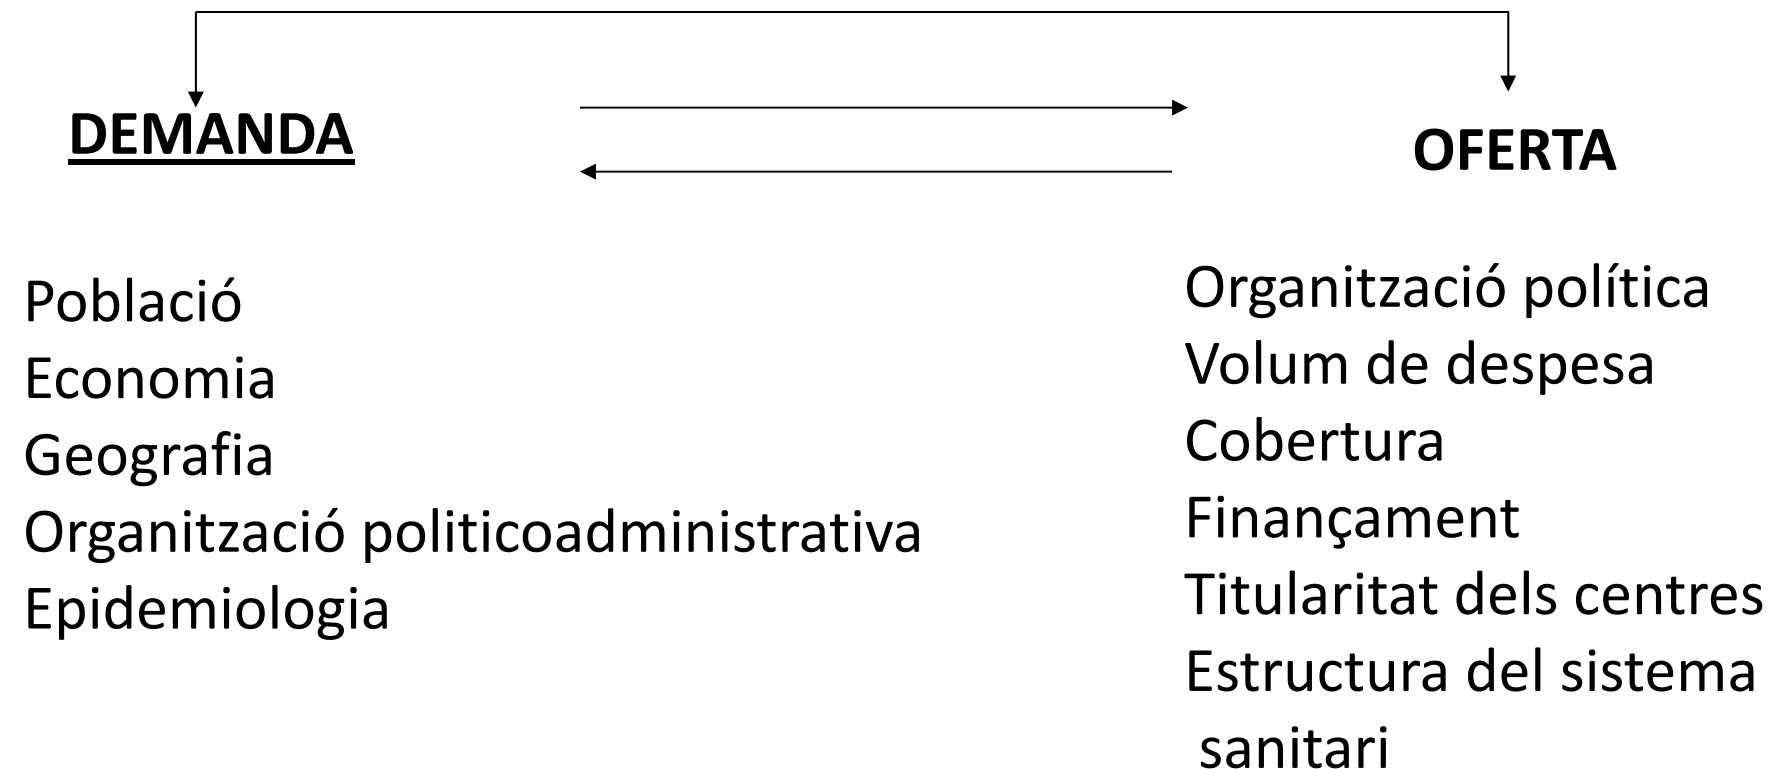 DEMANDA
OFERTA
Població
Economia
Geografia
Organització politicoadministrativa
Epidemiologia
Organització política
Volum de despesa
Cobertura
Finançament
Titularitat dels centres
Estructura del sistema
sanitari